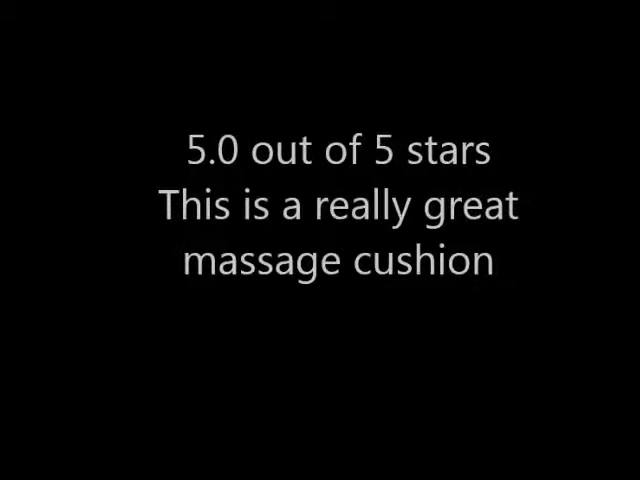 5.0 out of 5 stars
This is a really great
massage cushion